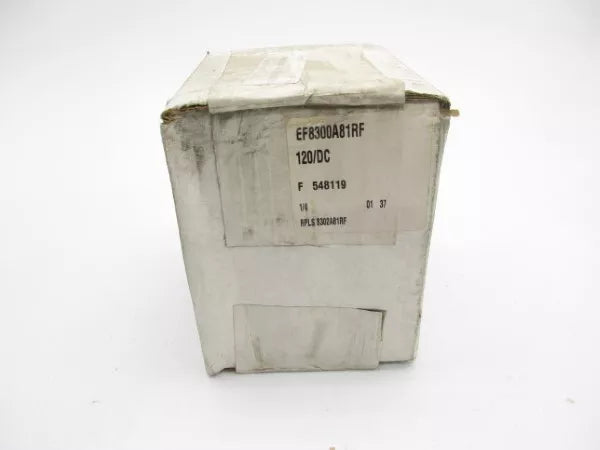 EF8300A81RF
120/DC
F 548119
1/4 01 37
RPLS 8302A81RF